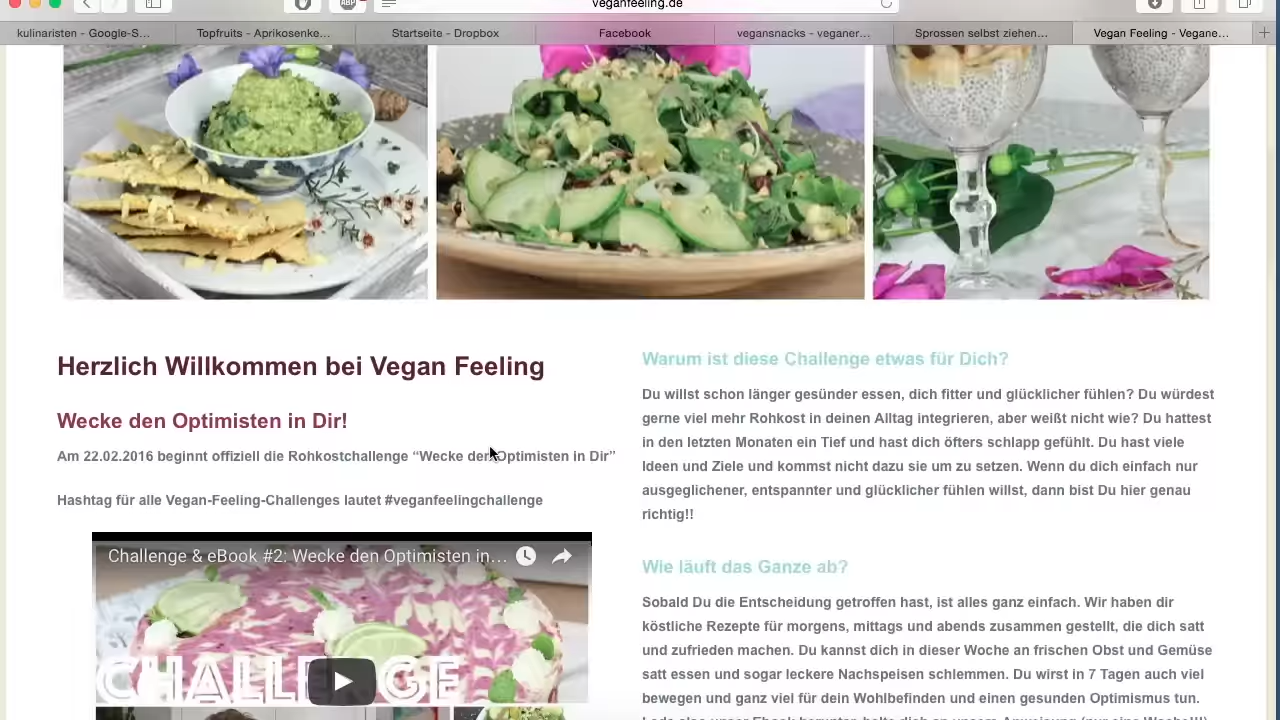 veganfeeling.de
kulinaristen - Google-S...
Topfruits - Aprikosenke...
Startseite - Dropbox
Facebook
vegansnacks - veganer...
Sprossen selbst ziehen...
Vegan Feeling - Vegane...
ABP
Herzlich Willkommen bei Vegan Feeling
Wecke den Optimisten in Dir!
Am 22.02.2016 beginnt offiziell die Rohkostchallenge “Wecke den Optimisten in Dir”
Hashtag für alle Vegan-Feeling-Challenges lautet #veganfeelingchallenge
Challenge & eBook #2: Wecke den Optimisten in...
CHALLENGE
Warum ist diese Challenge etwas für Dich?
Du willst schon länger gesünder essen, dich fitter und glücklicher fühlen? Du würdest
gerne viel mehr Rohkost in deinen Alltag integrieren, aber weißt nicht wie? Du hattest
in den letzten Monaten ein Tief und hast dich öfters schlapp gefühlt. Du hast viele
Ideen und Ziele und kommst nicht dazu sie um zu setzen. Wenn du dich einfach nur
ausgeglichener, entspannter und glücklicher fühlen willst, dann bist Du hier genau
richtig!!
Wie läuft das Ganze ab?
Sobald Du die Entscheidung getroffen hast, ist alles ganz einfach. Wir haben dir
köstliche Rezepte für morgens, mittags und abends zusammen gestellt, die dich satt
und zufrieden machen. Du kannst dich in dieser Woche an frischen Obst und Gemüse
satt essen und sogar leckere Nachspeisen schlemmen. Du wirst in 7 Tagen auch viel
bewegen und ganz viel für dein Wohlbefinden und einen gesunden Optimismus tun.